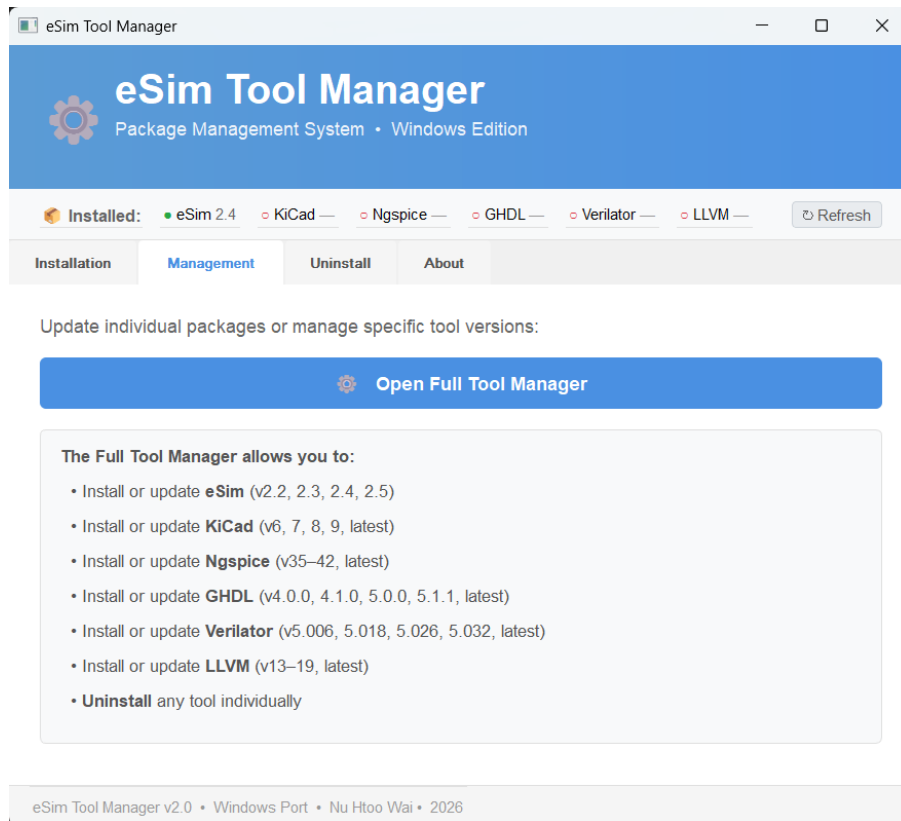 eSim Tool Manager
eSim Tool Manager
Package Management System • Windows Edition
Installed: ● eSim 2.4 ○ KiCad — ○ Ngspice — ○ GHDL — ○ Verilator — ○ LLVM — ↻ Refresh
Installation Management Uninstall About
Update individual packages or manage specific tool versions:
Open Full Tool Manager
The Full Tool Manager allows you to:
• Install or update eSim (v2.2, 2.3, 2.4, 2.5)
• Install or update KiCad (v6, 7, 8, 9, latest)
• Install or update Ngspice (v35–42, latest)
• Install or update GHDL (v4.0.0, 4.1.0, 5.0.0, 5.1.1, latest)
• Install or update Verilator (v5.006, 5.018, 5.026, 5.032, latest)
• Install or update LLVM (v13–19, latest)
• Uninstall any tool individually
eSim Tool Manager v2.0 • Windows Port • Nu Htoo Wai • 2026